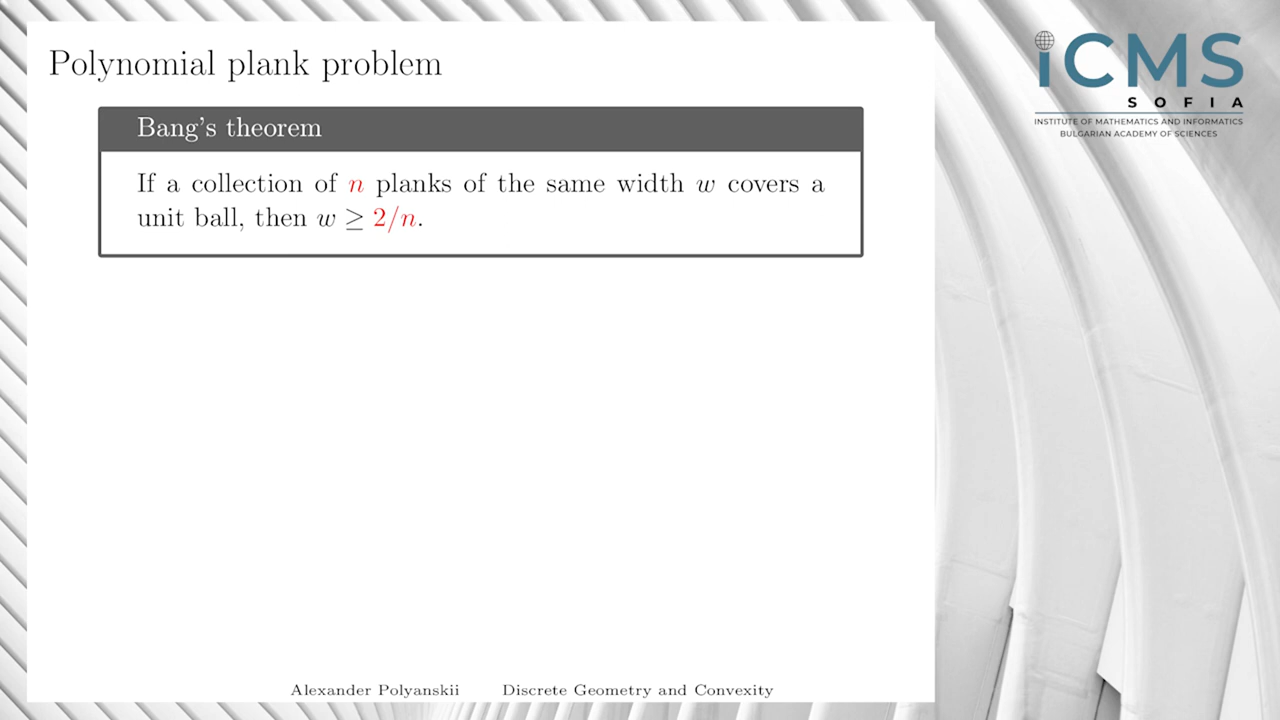 Polynomial plank problem
Bang's theorem
If a collection of n planks of the same width w covers a
unit ball, then w ≥ 2/n.
Alexander Polyanskii Discrete Geometry and Convexity
iCMS
SOFIA
INSTITUTE OF MATHEMATICS AND INFORMATICS
BULGARIAN ACADEMY OF SCIENCES